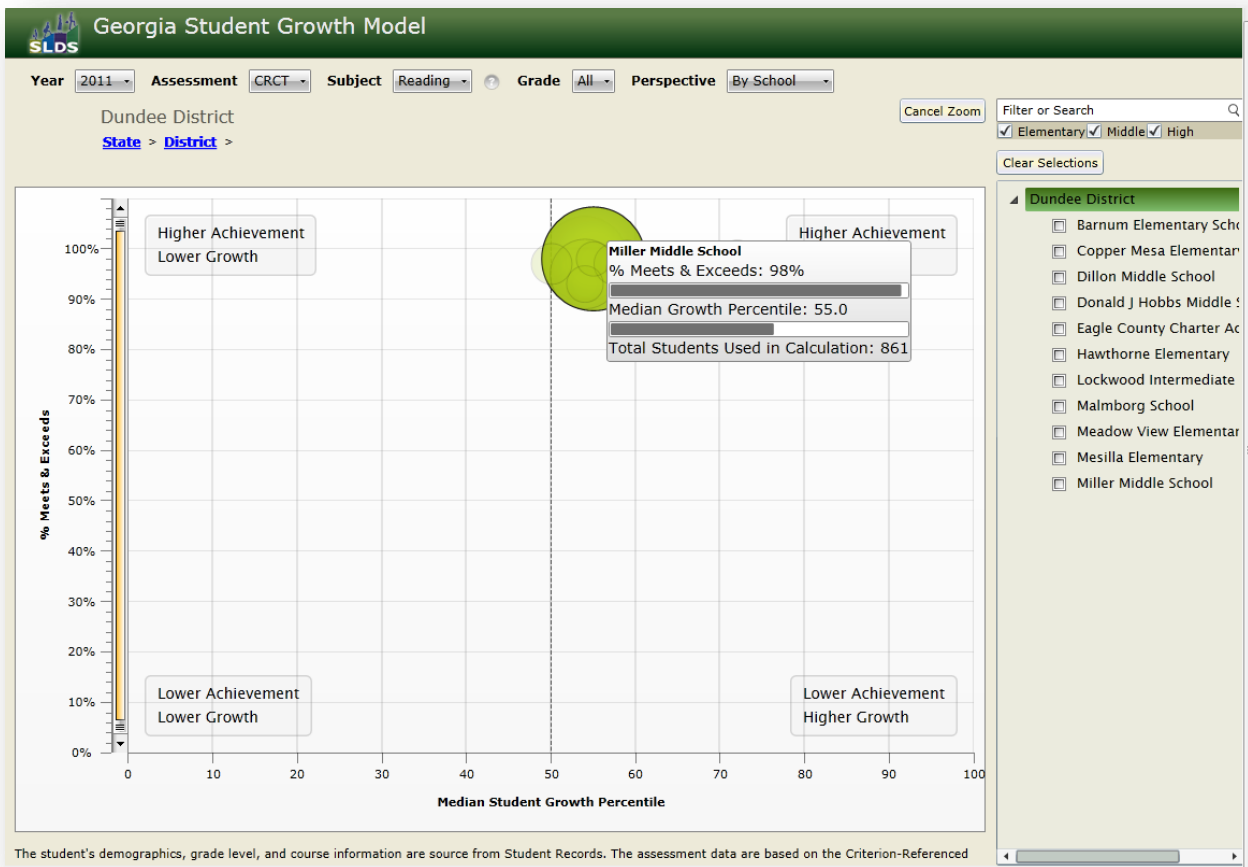 Georgia Student Growth Model
SLDS
Year 2011 Assessment CRCT Subject Reading Grade All Perspective By School
Dundee District
State > District >
Cancel Zoom
Filter or Search
Elementary Middle High
Clear Selections
Dundee District
Barnum Elementary Scho
Copper Mesa Elementary
Dillon Middle School
Donald J Hobbs Middle S
Eagle County Charter Ac
Hawthorne Elementary
Lockwood Intermediate
Malmborg School
Meadow View Elementar
Mesilla Elementary
Miller Middle School
Higher Achievement
Lower Growth
Higher Achievement
Miller Middle School
% Meets & Exceeds: 98%
Median Growth Percentile: 55.0
Total Students Used in Calculation: 861
Lower Achievement
Lower Growth
Lower Achievement
Higher Growth
% Meets & Exceeds
100%
90%
80%
70%
60%
50%
40%
30%
20%
10%
0%
0 10 20 30 40 50 60 70 80 90 100
Median Student Growth Percentile
The student's demographics, grade level, and course information are source from Student Records. The assessment data are based on the Criterion-Referenced